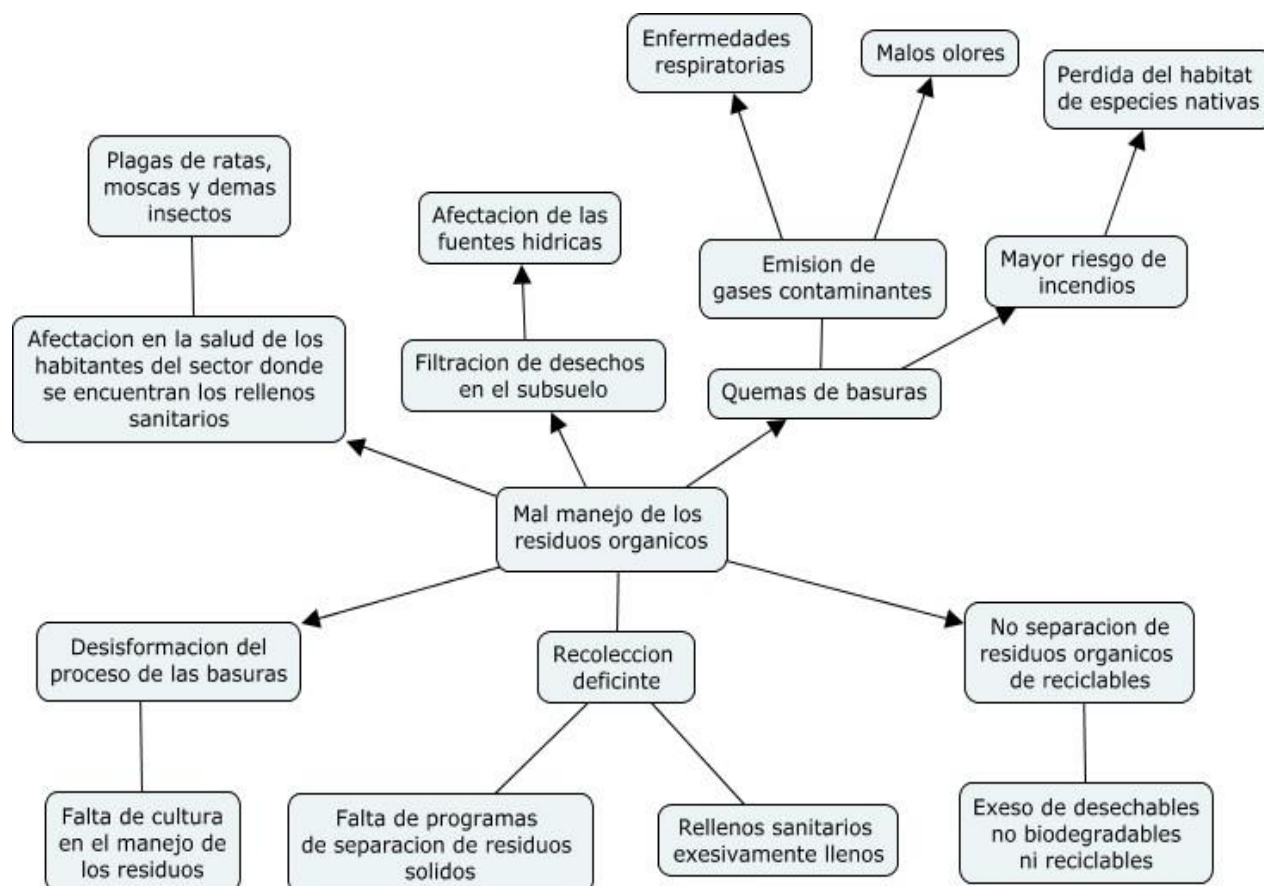 Enfermedades
respiratorias
Malos olores
Perdida del habitat
de especies nativas
Plagas de ratas,
moscas y demas
insectos
Afectacion de las
fuentes hidricas
Emision de
gases contaminantes
Mayor riesgo de
incendios
Afectacion en la salud de los
habitantes del sector donde
se encuentran los rellenos
sanitarios
Filtracion de desechos
en el subsuelo
Quemas de basuras
Mal manejo de los
residuos organicos
Desisformacion del
proceso de las basuras
Recoleccion
deficinte
No separacion de
residuos organicos
de reciclables
Falta de cultura
en el manejo de
los residuos
Falta de programas
de separacion de residuos
solidos
Rellenos sanitarios
exesivamente llenos
Exeso de desechables
no biodegradables
ni reciclables